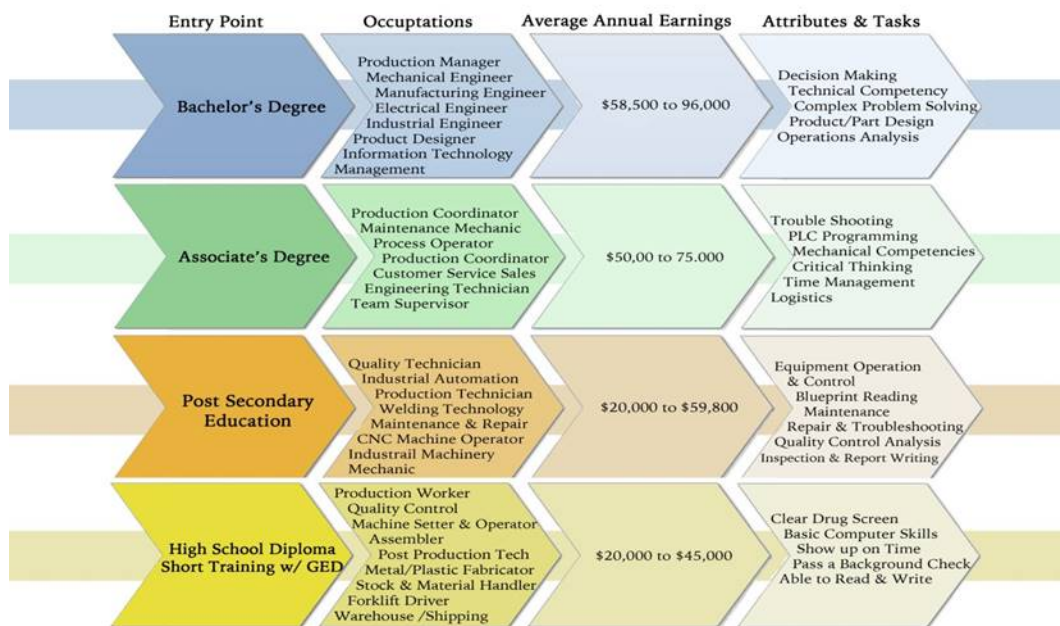 Entry Point
Occuptations
Average Annual Earnings
Attributes & Tasks
Bachelor's Degree
Production Manager
Mechanical Engineer
Manufacturing Engineer
Electrical Engineer
Industrial Engineer
Product Designer
Information Technology
Management
$58,500 to 96,000
Decision Making
Technical Competency
Complex Problem Solving
Product/Part Design
Operations Analysis
Associate's Degree
Production Coordinator
Maintenance Mechanic
Process Operator
Production Coordinator
Customer Service Sales
Engineering Technician
Team Supervisor
$50,00 to 75.000
Trouble Shooting
PLC Programming
Mechanical Competencies
Critical Thinking
Time Management
Logistics
Post Secondary
Education
Quality Technician
Industrial Automation
Production Technician
Welding Technology
Maintenance & Repair
CNC Machine Operator
Industrail Machinery
Mechanic
$20,000 to $59,800
Equipment Operation
& Control
Blueprint Reading
Maintenance
Repair & Troubleshooting
Quality Control Analysis
Inspection & Report Writing
High School Diploma
Short Training w/ GED
Production Worker
Quality Control
Machine Setter & Operator
Assembler
Post Production Tech
Metal/Plastic Fabricator
Stock & Material Handler
Forklift Driver
Warehouse /Shipping
$20,000 to $45,000
Clear Drug Screen
Basic Computer Skills
Show up on Time
Pass a Background Check
Able to Read & Write